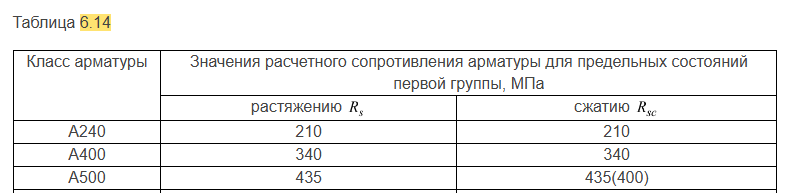 Таблица 6.14
Класс арматуры
Значения расчетного сопротивления арматуры для предельных состояний
первой группы, МПа
растяжению Rs
сжатию Rsc
А240 210 210
А400 340 340
А500 435 435(400)